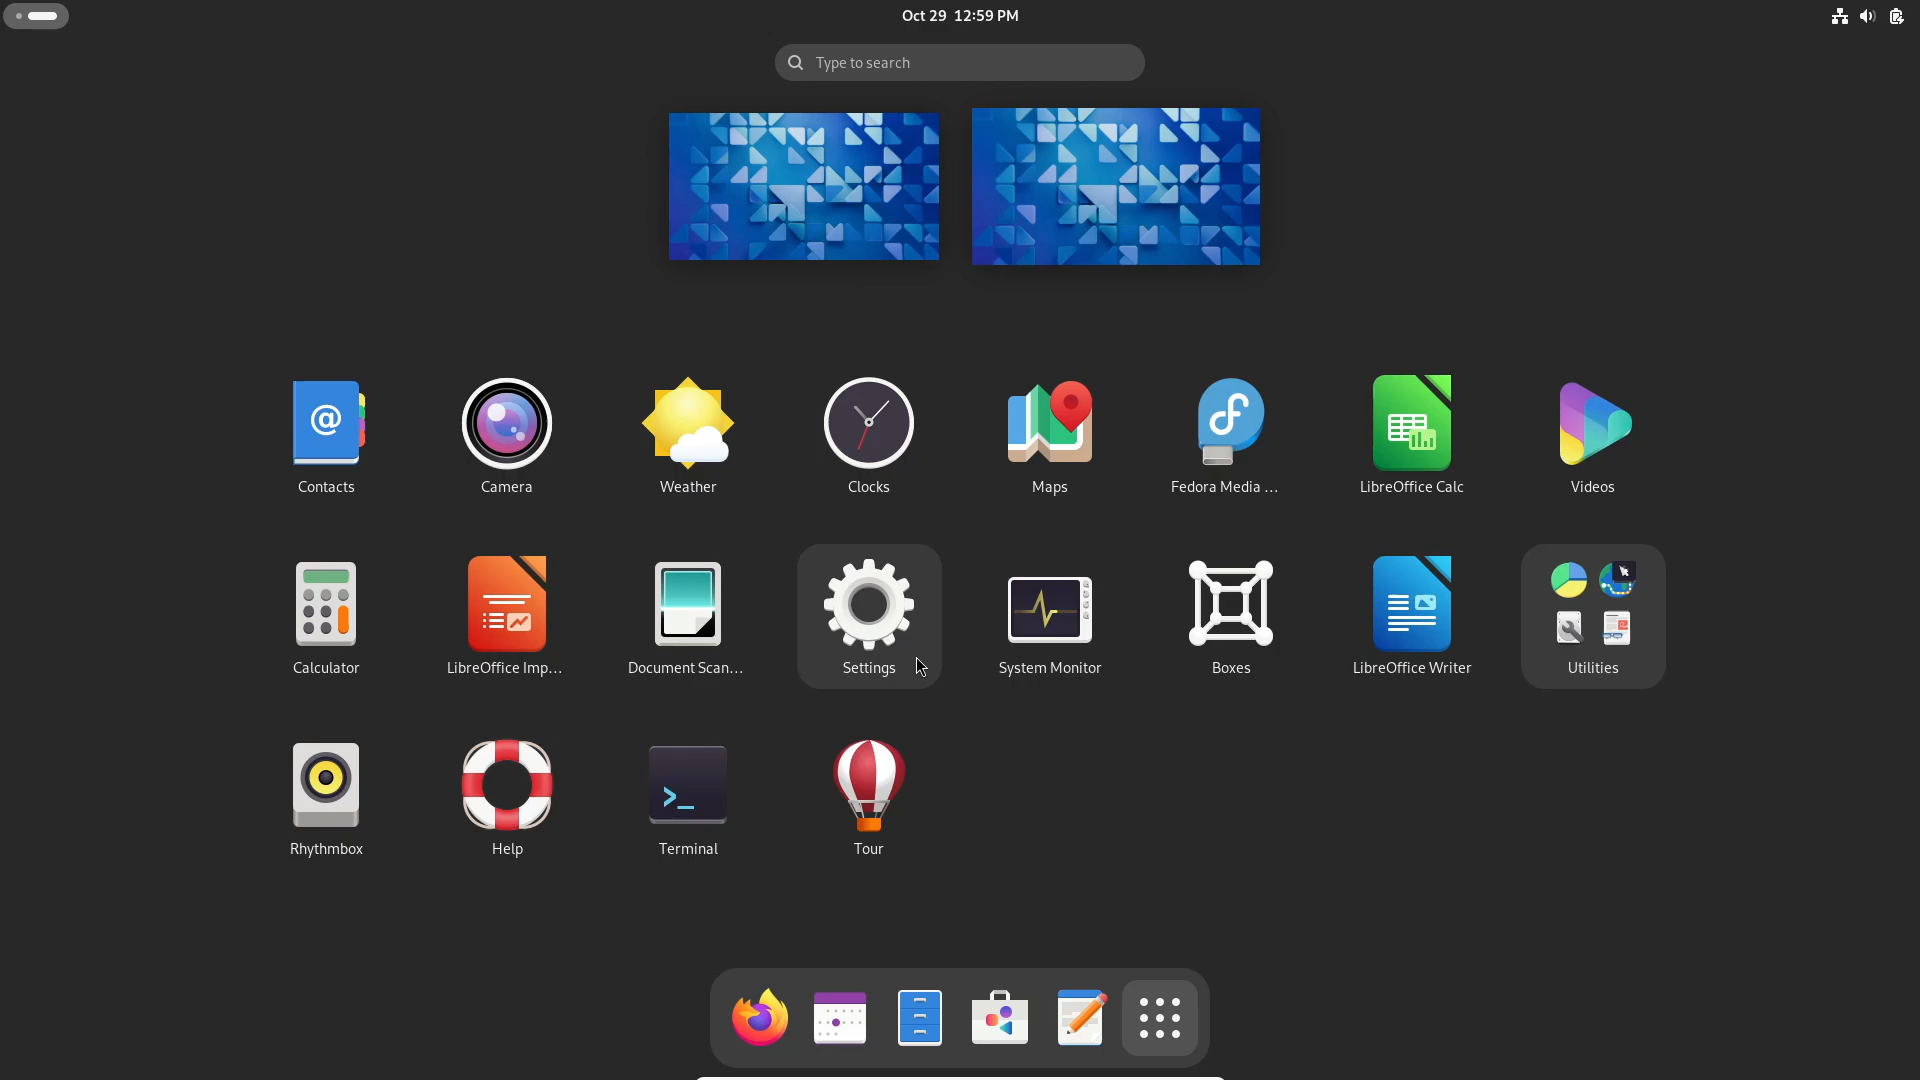 Oct 29 12:59 PM
Type to search
Contacts
Camera
Weather
Clocks
Maps
Fedora Media ...
LibreOffice Calc
Videos
Calculator
LibreOffice Imp...
Document Scan...
Settings
System Monitor
Boxes
LibreOffice Writer
Utilities
Rhythmbox
Help
Terminal
Tour